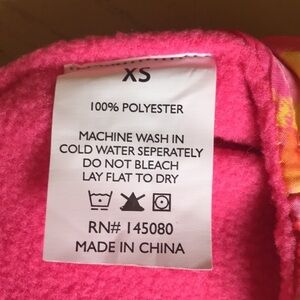 XS
100% POLYESTER
MACHINE WASH IN
COLD WATER SEPERATELY
DO NOT BLEACH
LAY FLAT TO DRY
RN# 145080
MADE IN CHINA